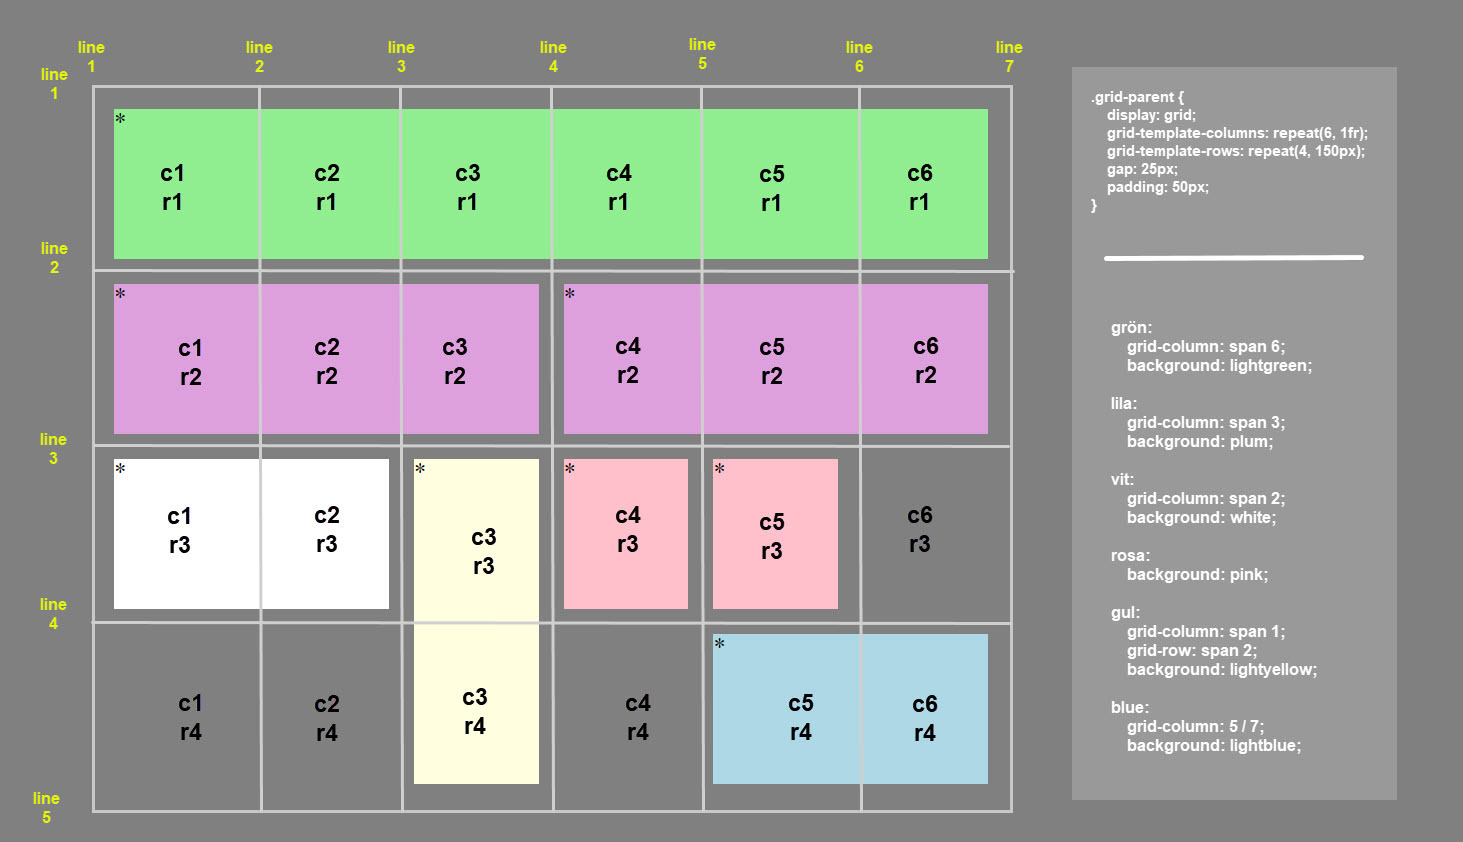 line line line line line line line
1 2 3 4 5 6 7
line
1
*
c1 c2 c3 c4 c5 c6
r1 r1 r1 r1 r1 r1
line
2
* *
c1 c2 c3 c4 c5 c6
r2 r2 r2 r2 r2 r2
line
3
* * * *
c1 c2 c3 c4 c5 c6
r3 r3 r3 r3 r3 r3
line
4
*
c1 c2 c3 c4 c5 c6
r4 r4 r4 r4 r4 r4
line
5
.grid-parent {
display: grid;
grid-template-columns: repeat(6, 1fr);
grid-template-rows: repeat(4, 150px);
gap: 25px;
padding: 50px;
}
grön:
grid-column: span 6;
background: lightgreen;
lila:
grid-column: span 3;
background: plum;
vit:
grid-column: span 2;
background: white;
rosa:
background: pink;
gul:
grid-column: span 1;
grid-row: span 2;
background: lightyellow;
blue:
grid-column: 5 / 7;
background: lightblue;